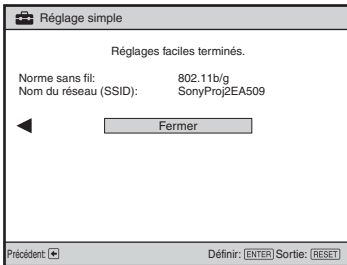 Réglage simple
Réglages faciles terminés.
Norme sans fil: 802.11b/g
Nom du réseau (SSID): SonyProj2EA509
Fermer
Précédent: Définir: ENTER Sortie: RESET